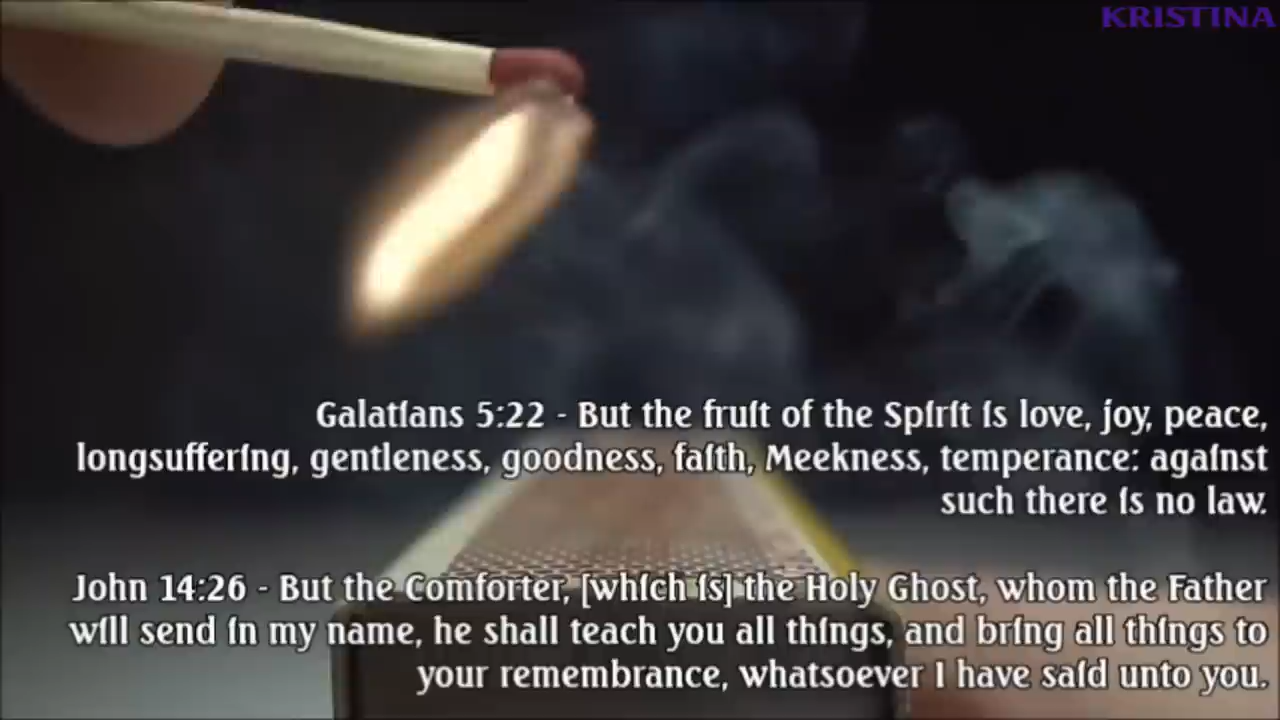 KRISTINA
Galatians 5:22 - But the fruit of the Spirit is love, joy, peace,
longsuffering, gentleness, goodness, faith, Meekness, temperance: against
such there is no law.
John 14:26 - But the Comforter, [which is] the Holy Ghost, whom the Father
will send in my name, he shall teach you all things, and bring all things to
your remembrance, whatsoever I have said unto you.